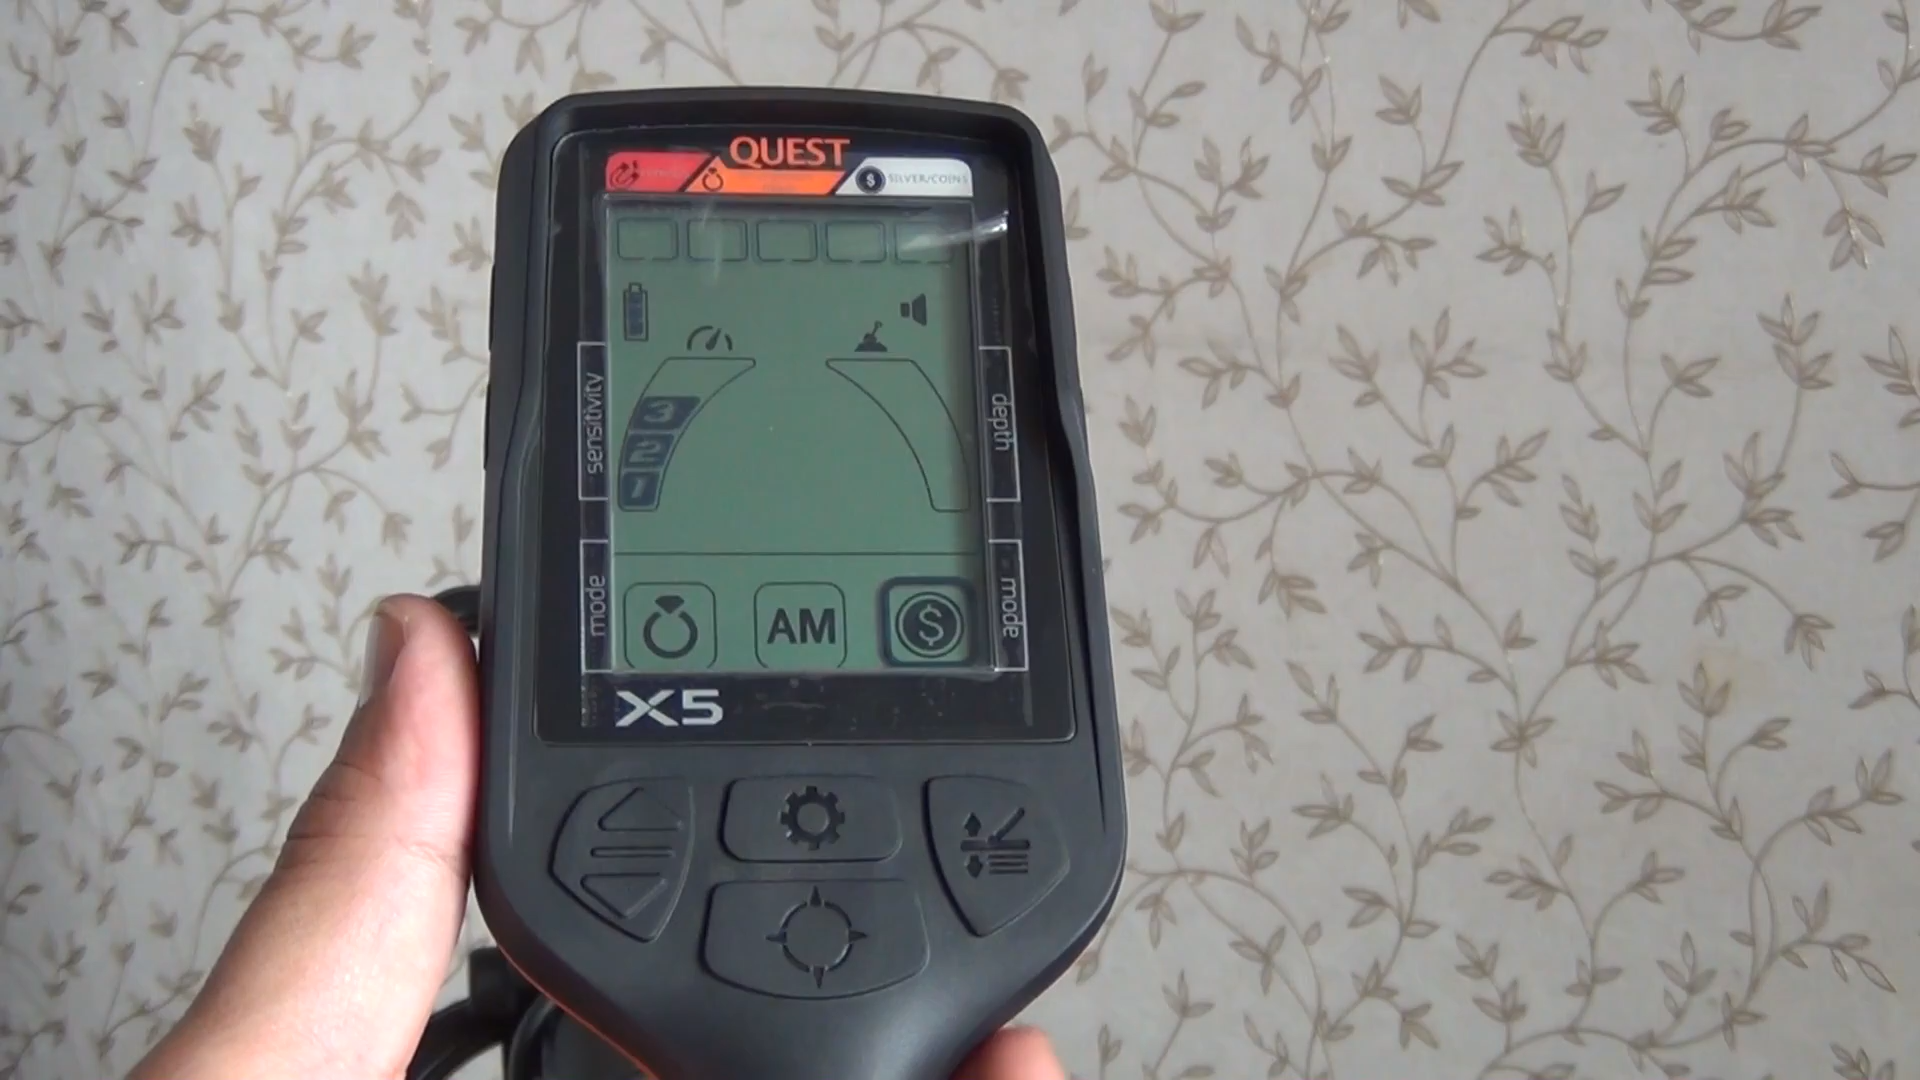 QUEST
SILVER/COINS
sensitivity
3
2
1
depth
mode
AM
$
mode
X5